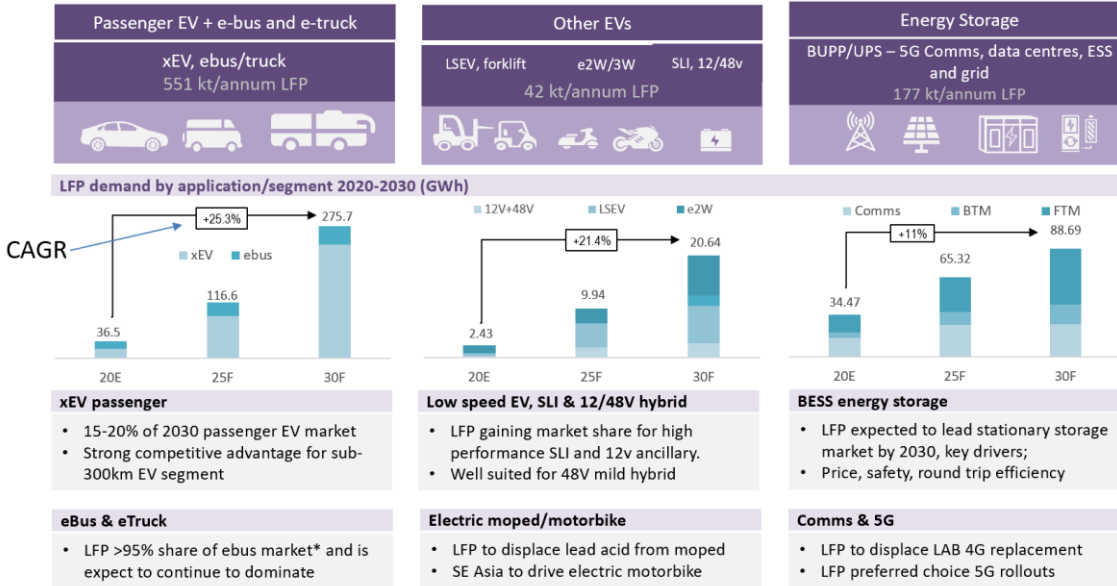 Passenger EV + e-bus and e-truck
xEV, ebus/truck
551 kt/annum LFP
Other EVs
LSEV, forklift
e2W/3W
SLI, 12/48v
42 kt/annum LFP
Energy Storage
BUPP/UPS – 5G Comms, data centres, ESS
and grid
177 kt/annum LFP
LFP demand by application/segment 2020-2030 (GWh)
CAGR
+25.3%
275.7
xEV
ebus
116.6
36.5
20E
25F
30F
12V+48V
LSEV
e2W
+21.4%
20.64
9.94
2.43
20E
25F
30F
Comms
BTM
FTM
+11%
88.69
65.32
34.47
20E
25F
30F
xEV passenger
• 15-20% of 2030 passenger EV market
• Strong competitive advantage for sub-
300km EV segment
Low speed EV, SLI & 12/48V hybrid
• LFP gaining market share for high
performance SLI and 12v ancillary.
• Well suited for 48V mild hybrid
BESS energy storage
• LFP expected to lead stationary storage
market by 2030, key drivers;
• Price, safety, round trip efficiency
eBus & eTruck
• LFP >95% share of ebus market* and is
expect to continue to dominate
Electric moped/motorbike
• LFP to displace lead acid from moped
• SE Asia to drive electric motorbike
Comms & 5G
• LFP to displace LAB 4G replacement
• LFP preferred choice 5G rollouts